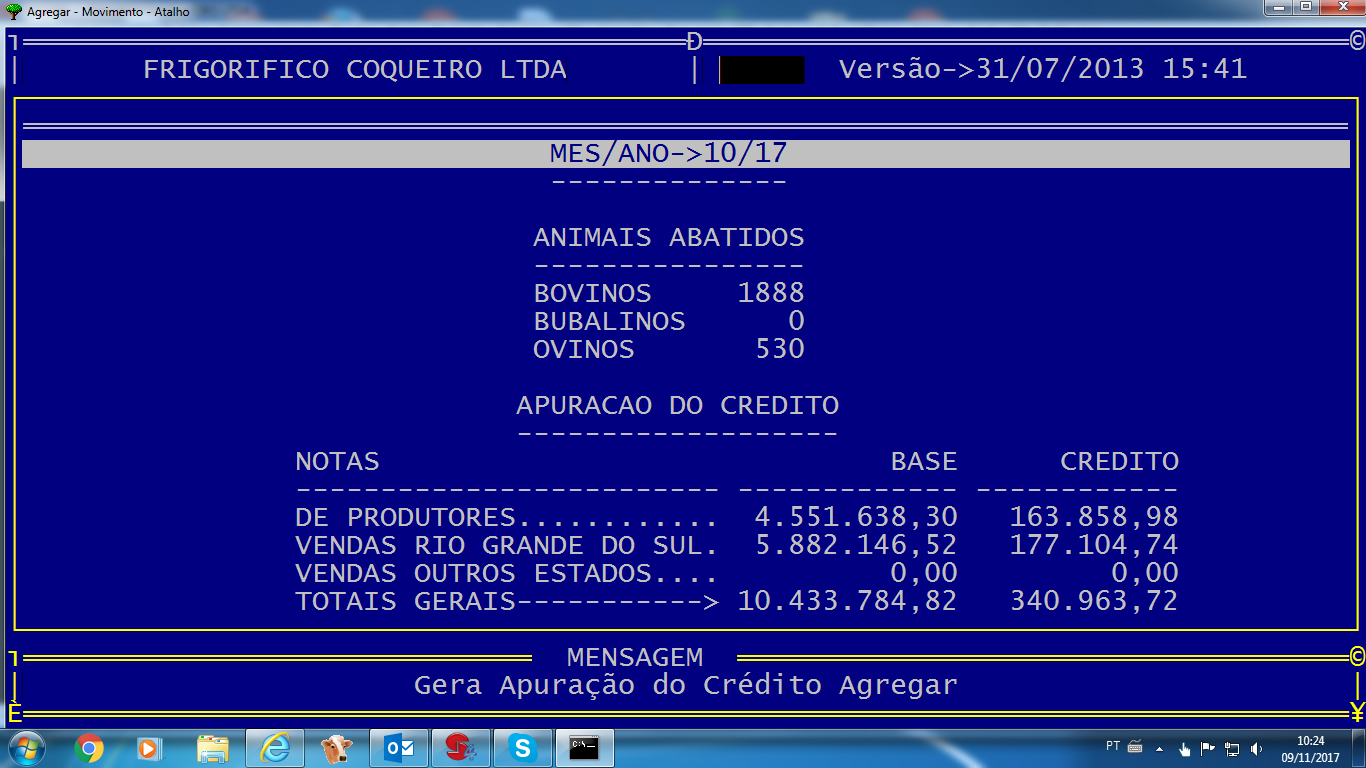 Agregar - Movimento - Atalho
FRIGORIFICO COQUEIRO LTDA Versão->31/07/2013 15:41
MES/ANO->10/17
--------------
ANIMAIS ABATIDOS
----------------
BOVINOS 1888
BUBALINOS 0
OVINOS 530
APURACAO DO CREDITO
-------------------
NOTAS BASE CREDITO
------------------------- ------------- ------------
DE PRODUTORES............ 4.551.638,30 163.858,98
VENDAS RIO GRANDE DO SUL. 5.882.146,52 177.104,74
VENDAS OUTROS ESTADOS.... 0,00 0,00
TOTAIS GERAIS-----------> 10.433.784,82 340.963,72
MENSAGEM
Gera Apuração do Crédito Agregar
PT 10:24
09/11/2017